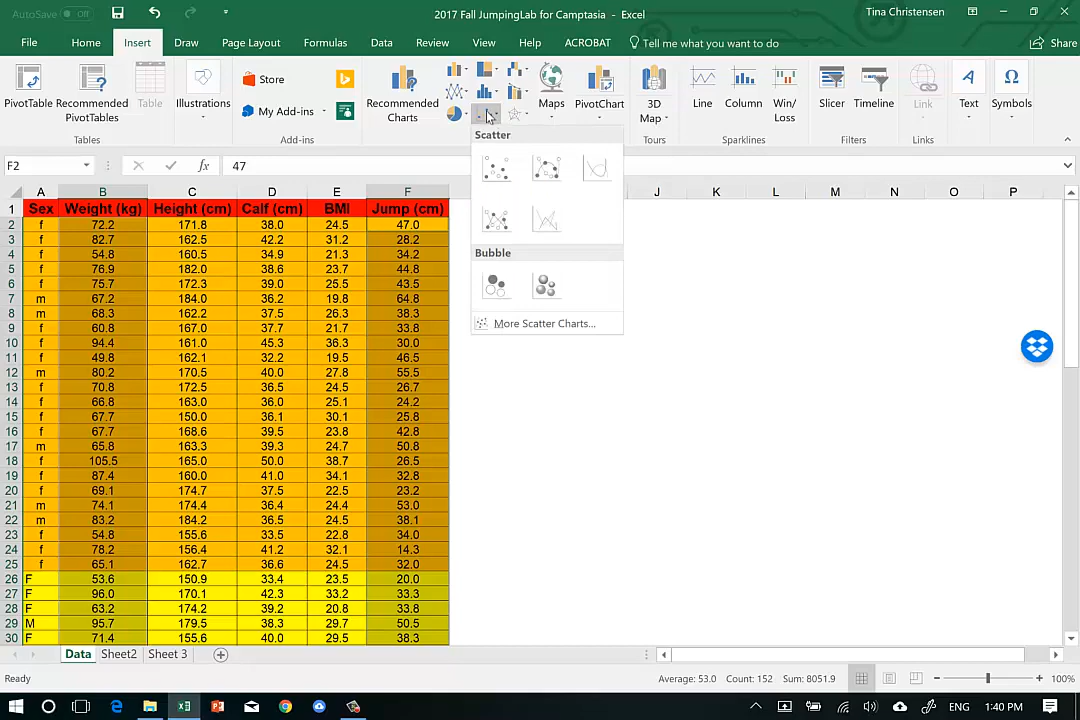 AutoSave Off 2017 Fall JumpingLab for Camptasia - Excel Tina Christensen
File Home Insert Draw Page Layout Formulas Data Review View Help ACROBAT Tell me what you want to do Share
PivotTable Recommended PivotTables Table Illustrations Store My Add-ins Recommended Charts Maps PivotChart 3D Map Line Column Win/Loss Slicer Timeline Link Text Symbols
Tables Add-ins Tours Sparklines Filters Links
F2 fx 47
Scatter
Bubble
More Scatter Charts...
A B C D E F J K L M N O P
1 Sex Weight (kg) Height (cm) Calf (cm) BMI Jump (cm)
2 f 72.2 171.8 38.0 24.5 47.0
3 f 82.7 162.5 42.2 31.2 28.2
4 f 54.8 160.5 34.9 21.3 34.2
5 f 76.9 182.0 38.6 23.7 44.8
6 f 75.7 172.3 39.0 25.5 43.5
7 m 67.2 184.0 36.2 19.8 64.8
8 m 68.3 162.2 37.5 26.3 38.3
9 f 60.8 167.0 37.7 21.7 33.8
10 f 94.4 161.0 45.3 36.3 30.0
11 f 49.8 162.1 32.2 19.5 46.5
12 m 80.2 170.5 40.0 27.8 55.5
13 f 70.8 172.5 36.5 24.5 26.7
14 f 66.8 163.0 36.0 25.1 24.2
15 f 67.7 150.0 36.1 30.1 25.8
16 f 67.7 168.6 39.5 23.8 42.8
17 m 65.8 163.3 39.3 24.7 50.8
18 f 105.5 165.0 50.0 38.7 26.5
19 f 87.4 160.0 41.0 34.1 32.8
20 f 69.1 174.7 37.5 22.5 23.2
21 m 74.1 174.4 36.4 24.4 53.0
22 m 83.2 184.2 36.5 24.5 38.1
23 f 54.8 155.6 33.5 22.8 34.0
24 f 78.2 156.4 41.2 32.1 14.3
25 f 65.1 162.7 36.6 24.5 32.0
26 F 53.6 150.9 33.4 23.5 20.0
27 F 96.0 170.1 42.3 33.2 33.3
28 F 63.2 174.2 39.2 20.8 33.8
29 M 95.7 179.5 38.3 29.7 50.5
30 F 71.4 155.6 40.0 29.5 38.3
Data Sheet2 Sheet 3
Ready Average: 53.0 Count: 152 Sum: 8051.9 100%
ENG 1:40 PM